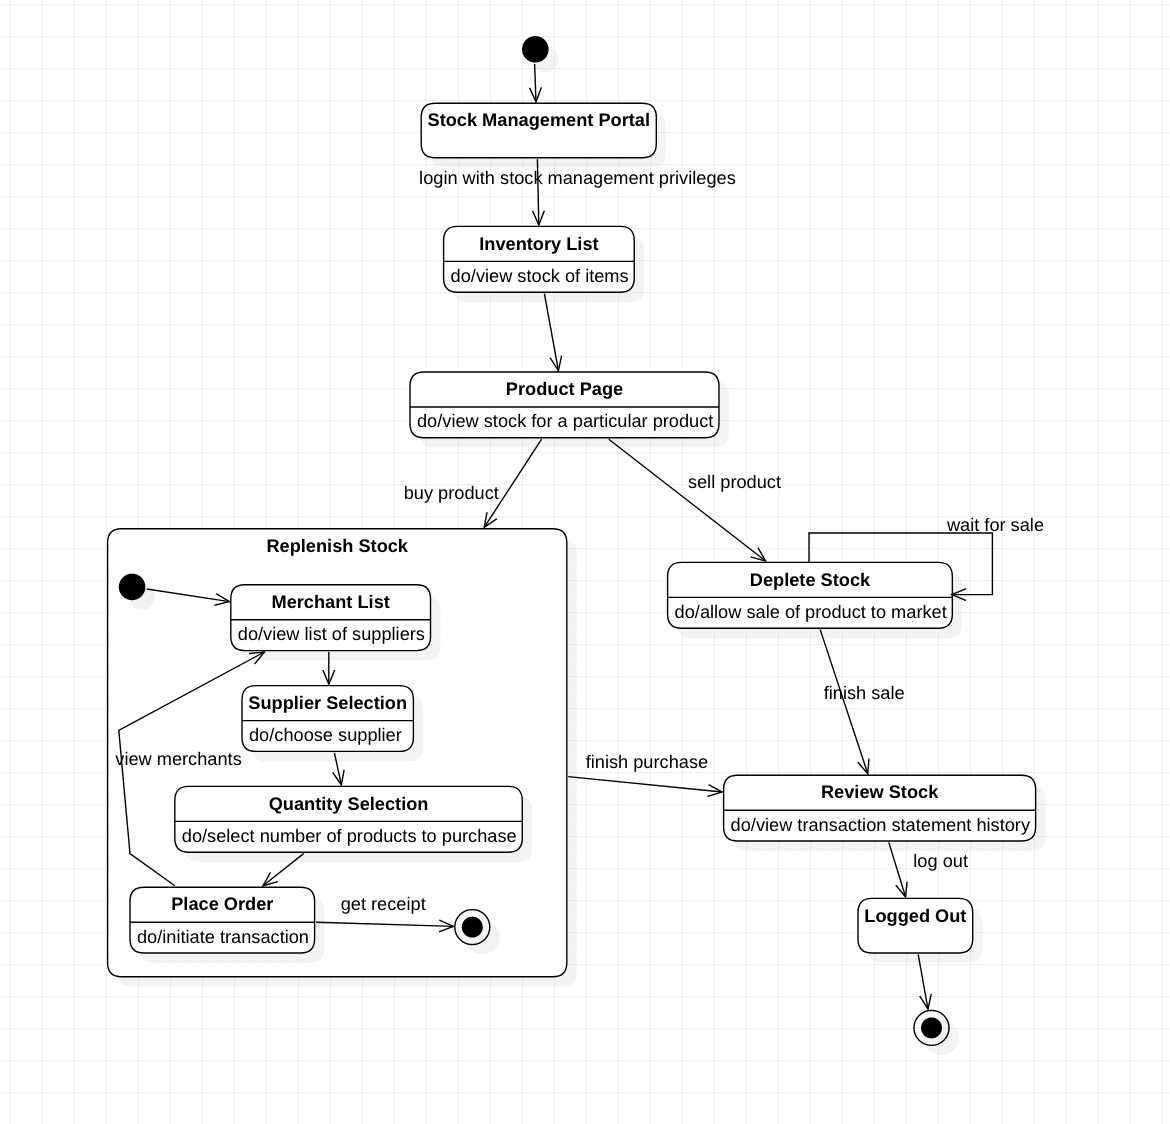 Stock Management Portal
login with stock management privileges
Inventory List
do/view stock of items
Product Page
do/view stock for a particular product
buy product
sell product
wait for sale
Replenish Stock
Merchant List
do/view list of suppliers
Deplete Stock
do/allow sale of product to market
Supplier Selection
do/choose supplier
finish sale
view merchants
finish purchase
Quantity Selection
do/select number of products to purchase
Review Stock
do/view transaction statement history
log out
Place Order
do/initiate transaction
get receipt
Logged Out